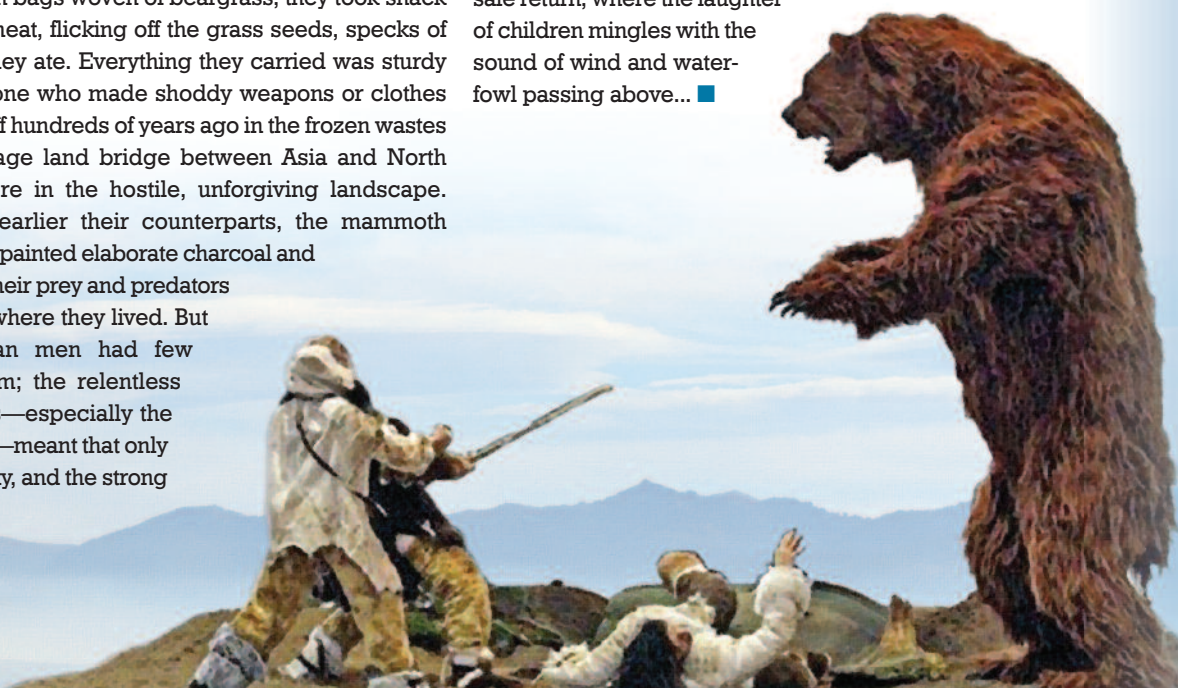 n bags woven of beargrass, they took snack
neat, flicking off the grass seeds, specks of
ey ate. Everything they carried was sturdy
one who made shoddy weapons or clothes
f hundreds of years ago in the frozen wastes
age land bridge between Asia and North
re in the hostile, unforgiving landscape.
earlier their counterparts, the mammoth
painted elaborate charcoal and
heir prey and predators
where they lived. But
an men had few
m; the relentless
—especially the
—meant that only
y, and the strong
safe return, where the laughter
of children mingles with the
sound of wind and water-
fowl passing above...